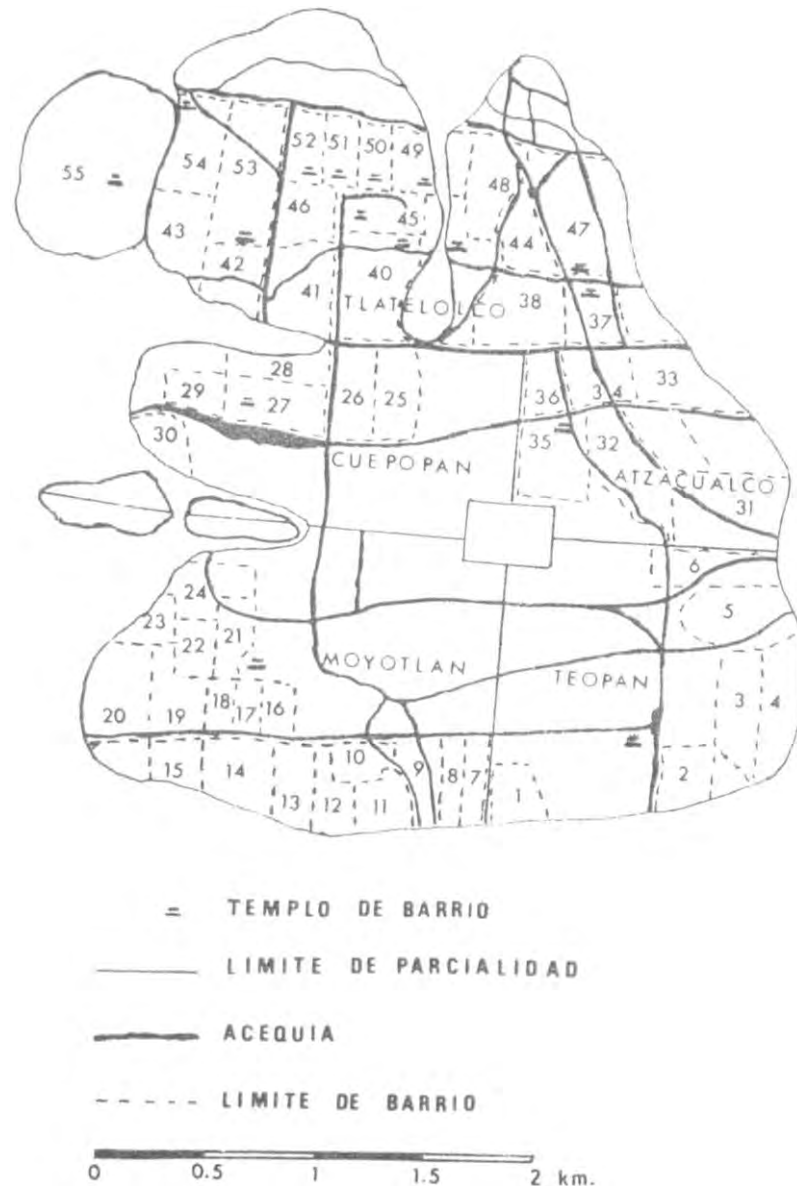 52 51 50 49
55 54 53 48
46 45 47
43 44
42 40
41 TLATELOLCO 38 37
28
29 27 26 25 36 34 33
30 35 32
CUEPOPAN ATZACUALCO
31
6
24 5
23 22 21
MOYOTLAN TEOPAN
20 19 18 17 16 3 4
15 14 10 9 8 7 2
13 12 11 1
TEMPLO DE BARRIO
LIMITE DE PARCIALIDAD
ACEQUIA
LIMITE DE BARRIO
0 0.5 1 1.5 2 km.